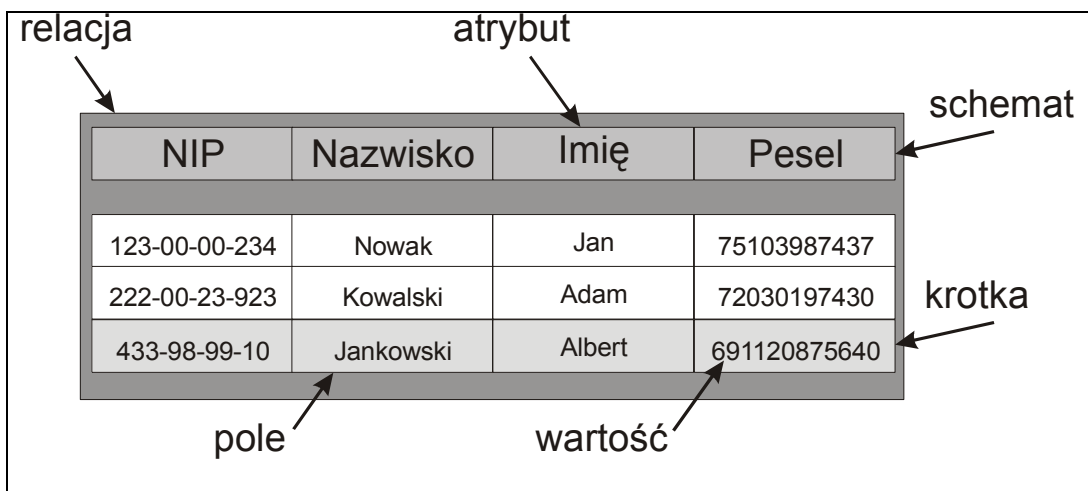 relacja atrybut
schemat
NIP Nazwisko Imię Pesel
123-00-00-234 Nowak Jan 75103987437
222-00-23-923 Kowalski Adam 72030197430
krotka
433-98-99-10 Jankowski Albert 691120875640
pole wartość